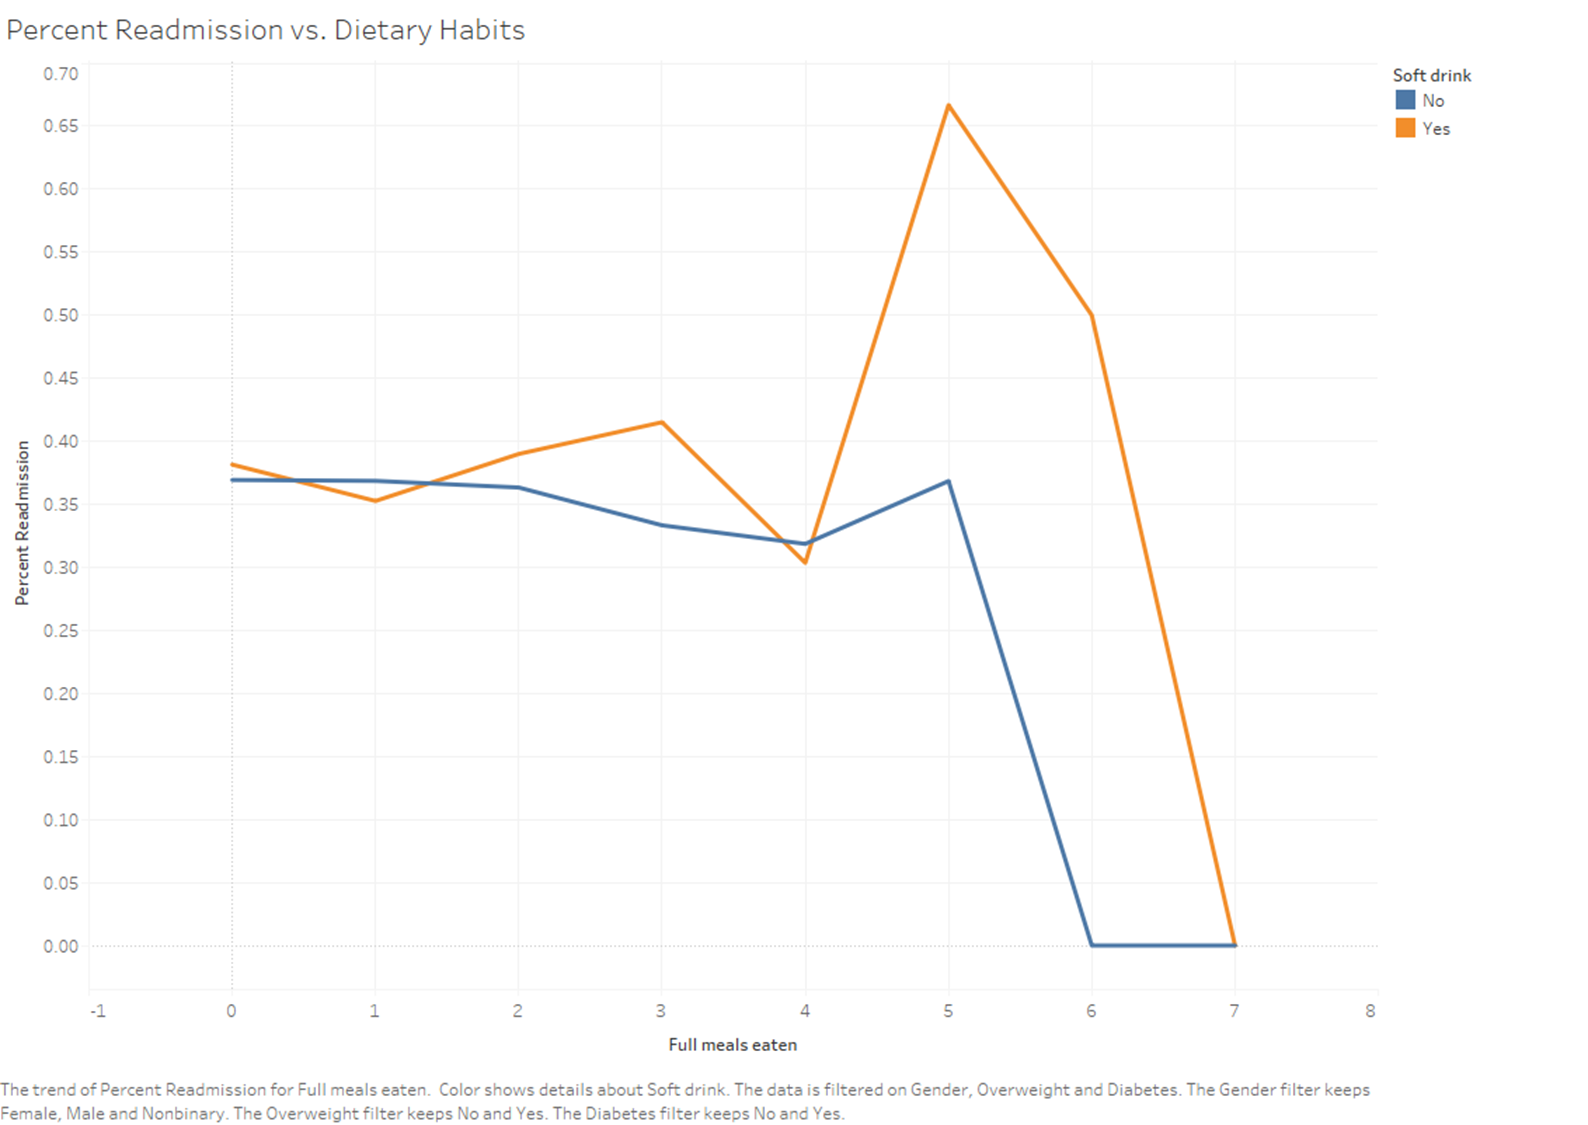 Percent Readmission vs. Dietary Habits
Soft drink
No
Yes
0.70
0.65
0.60
0.55
0.50
0.45
0.40
0.35
0.30
0.25
0.20
0.15
0.10
0.05
0.00
Percent Readmission
-1 0 1 2 3 4 5 6 7 8
Full meals eaten
The trend of Percent Readmission for Full meals eaten.  Color shows details about Soft drink. The data is filtered on Gender, Overweight and Diabetes. The Gender filter keeps
Female, Male and Nonbinary. The Overweight filter keeps No and Yes. The Diabetes filter keeps No and Yes.